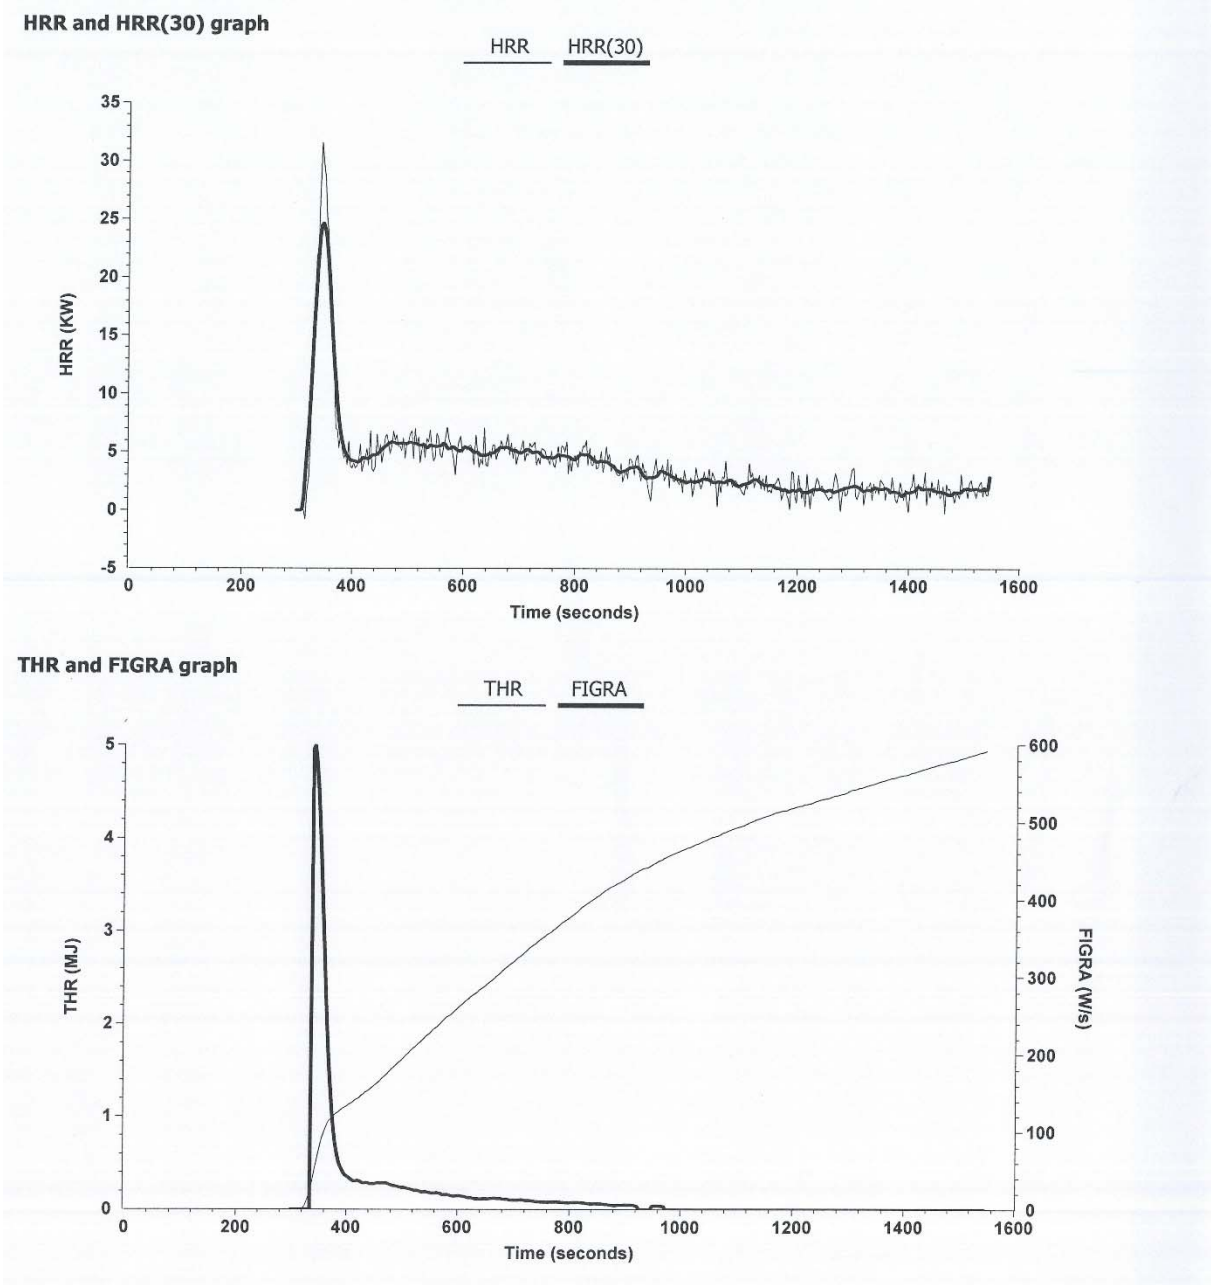 HRR and HRR(30) graph
HRR HRR(30)
35
30
25
20
15
10
5
0
-5
HRR (KW)
0 200 400 600 800 1000 1200 1400 1600
Time (seconds)
THR and FIGRA graph
THR FIGRA
5
4
3
2
1
0
THR (MJ)
600
500
400
300
200
100
0
FIGRA (W/s)
0 200 400 600 800 1000 1200 1400 1600
Time (seconds)